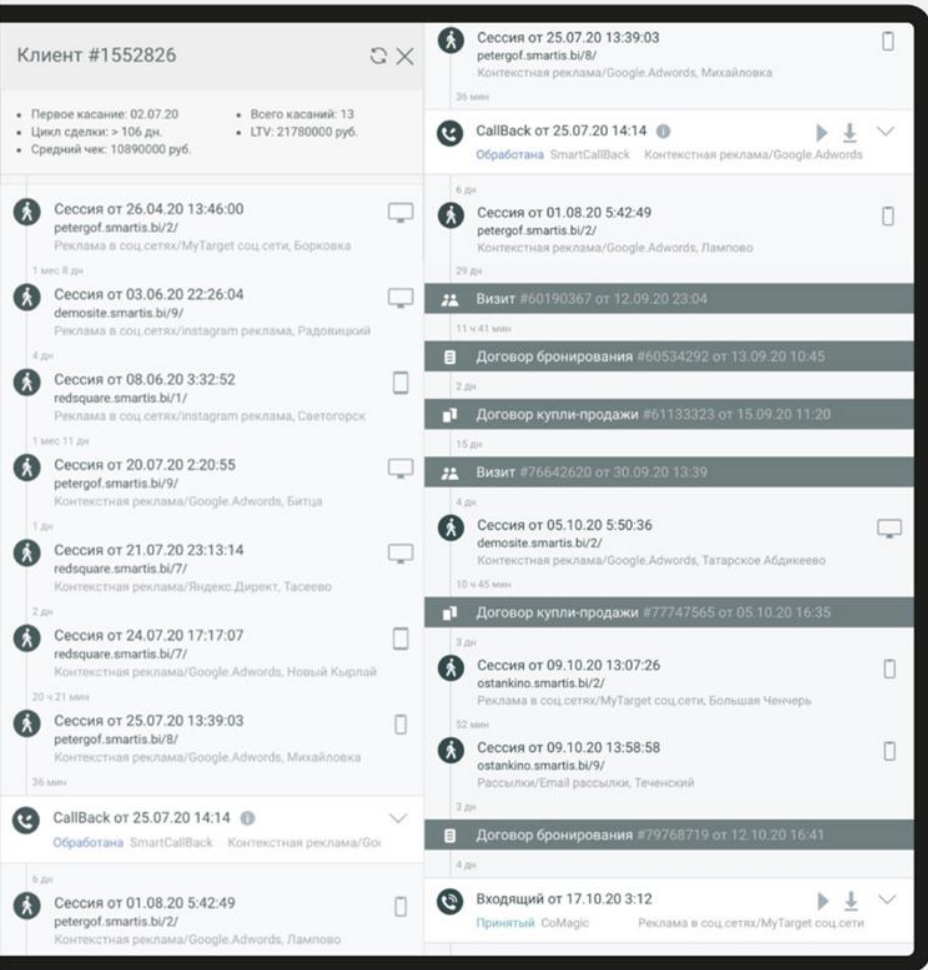 Клиент #1552826
Первое касание: 02.07.20
Цикл сделки: > 106 дн.
Средний чек: 10890000 руб.
Всего касаний: 13
LTV: 21780000 руб.
Сессия от 26.04.20 13:46:00
petergof.smartis.bi/2/
Реклама в соц.сетях/MyTarget соц.сети, Борковка
1 мес 8 дн
Сессия от 03.06.20 22:26:04
demosite.smartis.bi/9/
Реклама в соц.сетях/instagram реклама, Радовицкий
4 дн
Сессия от 08.06.20 3:32:52
redsquare.smartis.bi/1/
Реклама в соц.сетях/instagram реклама, Светогорск
1 мес 11 дн
Сессия от 20.07.20 2:20:55
petergof.smartis.bi/9/
Контекстная реклама/Google.Adwords, Битца
1 дн
Сессия от 21.07.20 23:13:14
redsquare.smartis.bi/7/
Контекстная реклама/Яндекс.Директ, Тасеево
2 дн
Сессия от 24.07.20 17:17:07
redsquare.smartis.bi/7/
Контекстная реклама/Google.Adwords, Новый Кырлай
20 ч 21 мин
Сессия от 25.07.20 13:39:03
petergof.smartis.bi/8/
Контекстная реклама/Google.Adwords, Михайловка
36 мин
CallBack от 25.07.20 14:14
Обработана SmartCallBack Контекстная реклама/Goo
6 дн
Сессия от 01.08.20 5:42:49
petergof.smartis.bi/2/
Контекстная реклама/Google.Adwords, Лампово
Сессия от 25.07.20 13:39:03
petergof.smartis.bi/8/
Контекстная реклама/Google.Adwords, Михайловка
36 мин
CallBack от 25.07.20 14:14
Обработана SmartCallBack Контекстная реклама/Google.Adwords
6 дн
Сессия от 01.08.20 5:42:49
petergof.smartis.bi/2/
Контекстная реклама/Google.Adwords, Лампово
29 дн
Визит #60190367 от 12.09.20 23:04
11 ч 41 мин
Договор бронирования #60534292 от 13.09.20 10:45
2 дн
Договор купли-продажи #61133323 от 15.09.20 11:20
15 дн
Визит #76642620 от 30.09.20 13:39
4 дн
Сессия от 05.10.20 5:50:36
demosite.smartis.bi/2/
Контекстная реклама/Google.Adwords, Татарское Абдикеево
10 ч 45 мин
Договор купли-продажи #77747565 от 05.10.20 16:35
3 дн
Сессия от 09.10.20 13:07:26
ostankino.smartis.bi/2/
Реклама в соц.сетях/MyTarget соц.сети, Большая Ченчерь
52 мин
Сессия от 09.10.20 13:58:58
ostankino.smartis.bi/9/
Рассылки/Email рассылки, Теченский
3 дн
Договор бронирования #79768719 от 12.10.20 16:41
4 дн
Входящий от 17.10.20 3:12
Принятый CoMagic Реклама в соц.сетях/MyTarget соц.сети